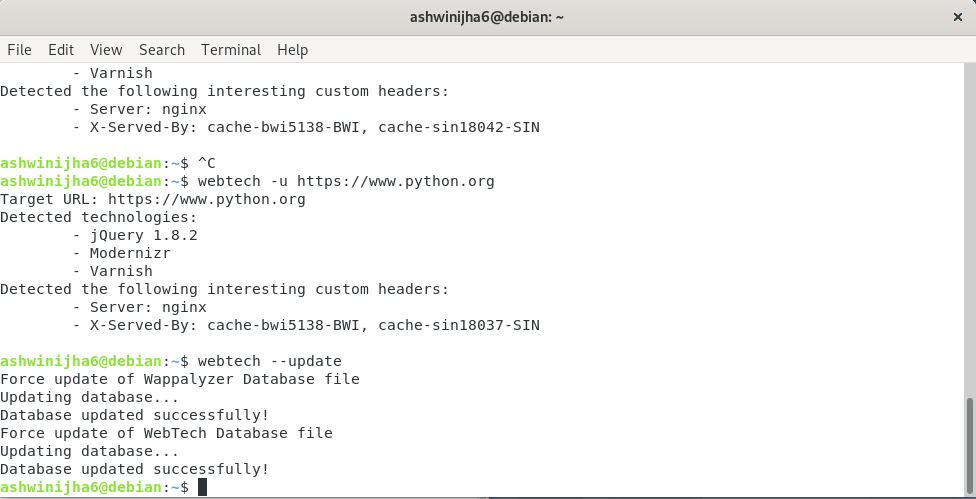 ashwinijha6@debian: ~
×
File Edit View Search Terminal Help
- Varnish
Detected the following interesting custom headers:
- Server: nginx
- X-Served-By: cache-bwi5138-BWI, cache-sin18042-SIN
ashwinijha6@debian:~$ ^C
ashwinijha6@debian:~$ webtech -u https://www.python.org
Target URL: https://www.python.org
Detected technologies:
- jQuery 1.8.2
- Modernizr
- Varnish
Detected the following interesting custom headers:
- Server: nginx
- X-Served-By: cache-bwi5138-BWI, cache-sin18037-SIN
ashwinijha6@debian:~$ webtech --update
Force update of Wappalyzer Database file
Updating database...
Database updated successfully!
Force update of WebTech Database file
Updating database...
Database updated successfully!
ashwinijha6@debian:~$